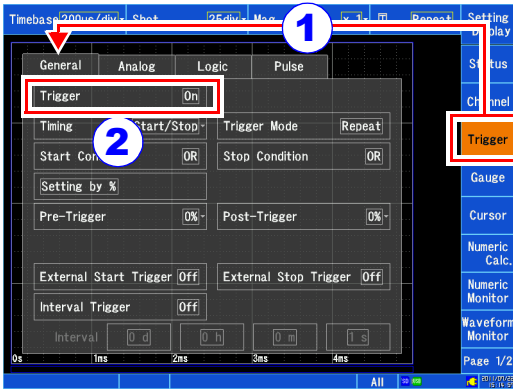 Timebase 200us/div Shot 25div Mag x 1 Repeat Setting
Display
1
General Analog Logic Pulse
Status
Trigger On
Channel
Timing Start/Stop Trigger Mode Repeat
Trigger
2
Start OR Stop Condition OR
Gauge
Setting by %
Pre-Trigger 0% Post-Trigger 0%
Cursor
Numeric
Calc.
External Start Trigger Off External Stop Trigger Off
Numeric
Monitor
Interval Trigger Off
Interval 0 d 0 h 0 m 1 s
Waveform
Monitor
0s 1ms 2ms 3ms 4ms
Page 1/2
All SD